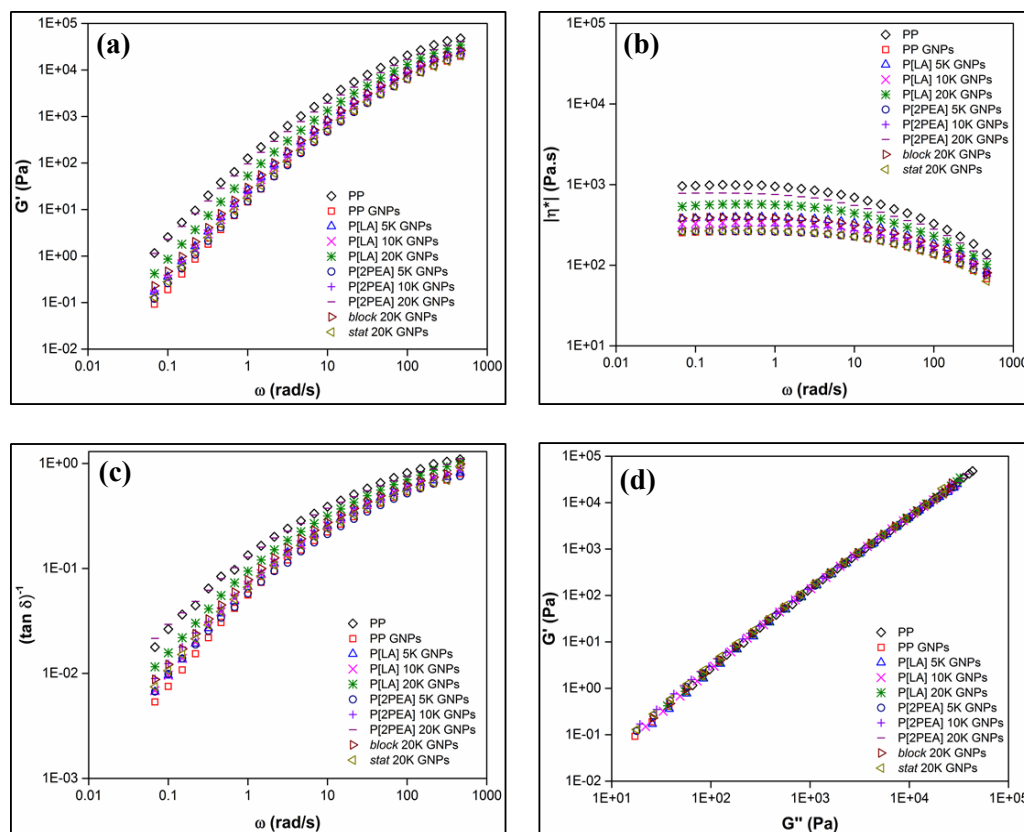 (a)
G' (Pa)
1E+05
1E+04
1E+03
1E+02
1E+01
1E+00
1E-01
1E-02
0.01
0.1
1
10
100
1000
ω (rad/s)
PP
PP GNPs
P[LA] 5K GNPs
P[LA] 10K GNPs
P[LA] 20K GNPs
P[2PEA] 5K GNPs
P[2PEA] 10K GNPs
P[2PEA] 20K GNPs
block 20K GNPs
stat 20K GNPs
(b)
|η*| (Pa.s)
1E+05
1E+04
1E+03
1E+02
1E+01
0.01
0.1
1
10
100
1000
ω (rad/s)
PP
PP GNPs
P[LA] 5K GNPs
P[LA] 10K GNPs
P[LA] 20K GNPs
P[2PEA] 5K GNPs
P[2PEA] 10K GNPs
P[2PEA] 20K GNPs
block 20K GNPs
stat 20K GNPs
(c)
(tan δ)-1
1E+00
1E-01
1E-02
1E-03
0.01
0.1
1
10
100
1000
ω (rad/s)
PP
PP GNPs
P[LA] 5K GNPs
P[LA] 10K GNPs
P[LA] 20K GNPs
P[2PEA] 5K GNPs
P[2PEA] 10K GNPs
P[2PEA] 20K GNPs
block 20K GNPs
stat 20K GNPs
(d)
G' (Pa)
1E+05
1E+04
1E+03
1E+02
1E+01
1E+00
1E-01
1E-02
1E+01
1E+02
1E+03
1E+04
1E+05
G'' (Pa)
PP
PP GNPs
P[LA] 5K GNPs
P[LA] 10K GNPs
P[LA] 20K GNPs
P[2PEA] 5K GNPs
P[2PEA] 10K GNPs
P[2PEA] 20K GNPs
block 20K GNPs
stat 20K GNPs